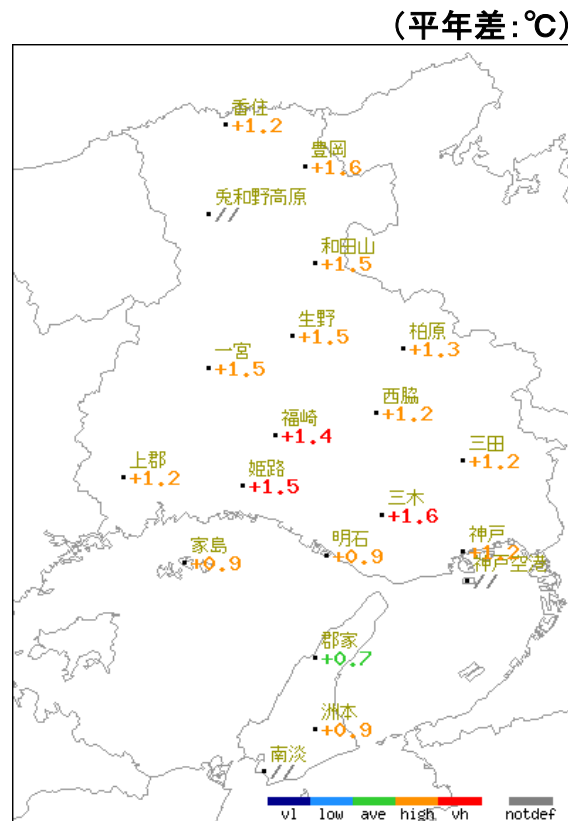 (平年差:℃)
香住
+1.2
豊岡
+1.6
兎和野高原
//
和田山
+1.5
生野
+1.5
柏原
+1.3
一宮
+1.5
西脇
+1.2
福崎
+1.4
三田
+1.2
上郡
+1.2
姫路
+1.5
三木
+1.6
神戸
+1.2
家島
+0.9
明石
+0.9
神戸空港
//
郡家
+0.7
洲本
+0.9
南淡
//
vl low ave high vh notdef